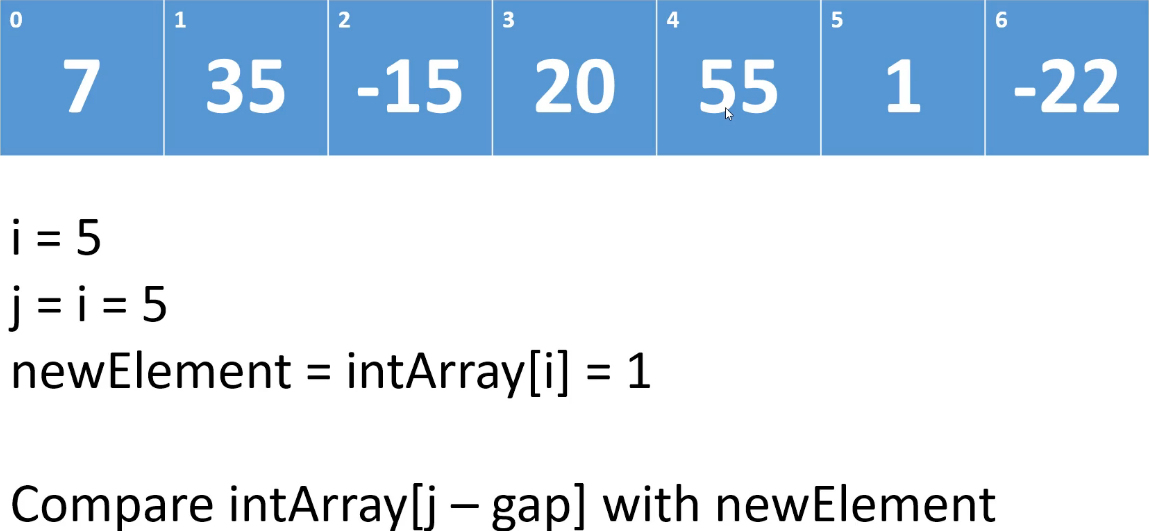 0 1 2 3 4 5 6
7 35 -15 20 55 1 -22
i = 5
j = i = 5
newElement = intArray[i] = 1
Compare intArray[j – gap] with newElement